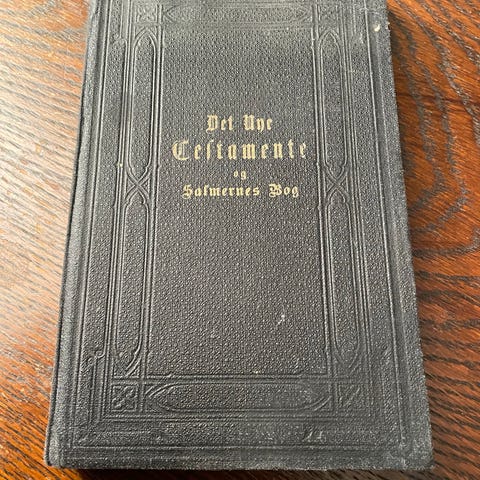 Det Nye
Testamente
og
Salmernes Bog